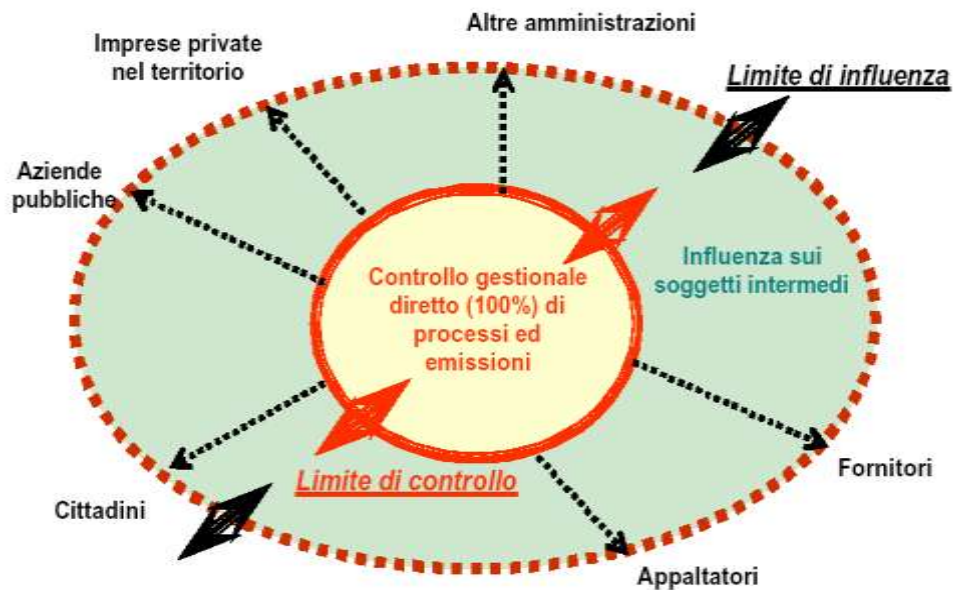 Altre amministrazioni
Imprese private
nel territorio
Limite di influenza
Aziende
pubbliche
Influenza sui
soggetti intermedi
Controllo gestionale
diretto (100%) di
processi ed
emissioni
Limite di controllo
Fornitori
Cittadini
Appaltatori